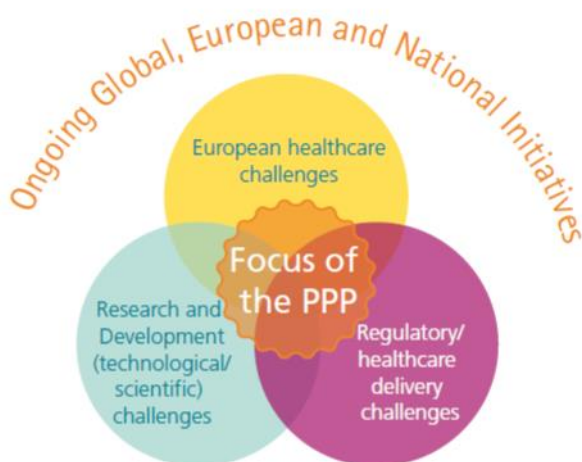 Ongoing Global, European and National Initiatives
European healthcare
challenges
Focus of
the PPP
Research and
Development
(technological/
scientific)
challenges
Regulatory/
healthcare
delivery
challenges